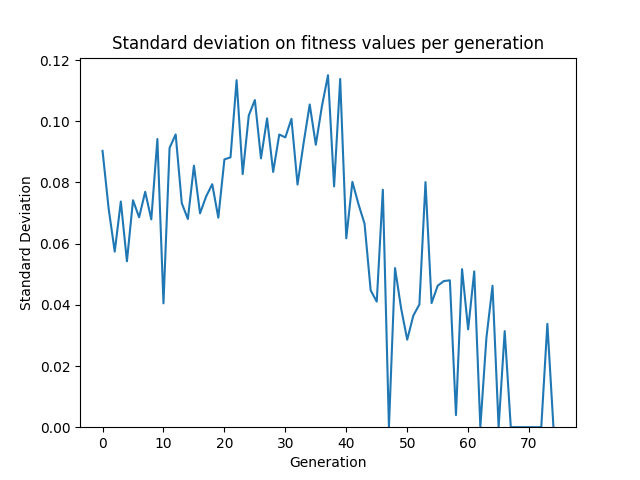 Standard deviation on fitness values per generation
0.12
0.10
0.08
0.06
0.04
0.02
0.00
Standard Deviation
0 10 20 30 40 50 60 70
Generation